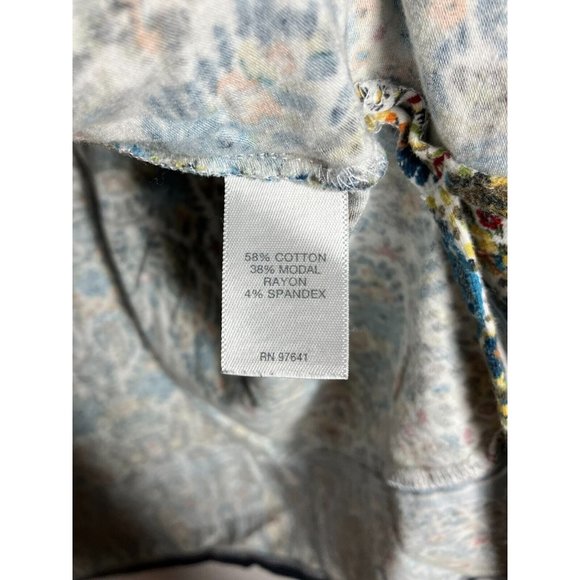 58% COTTON
38% MODAL
RAYON
4% SPANDEX
RN 97641